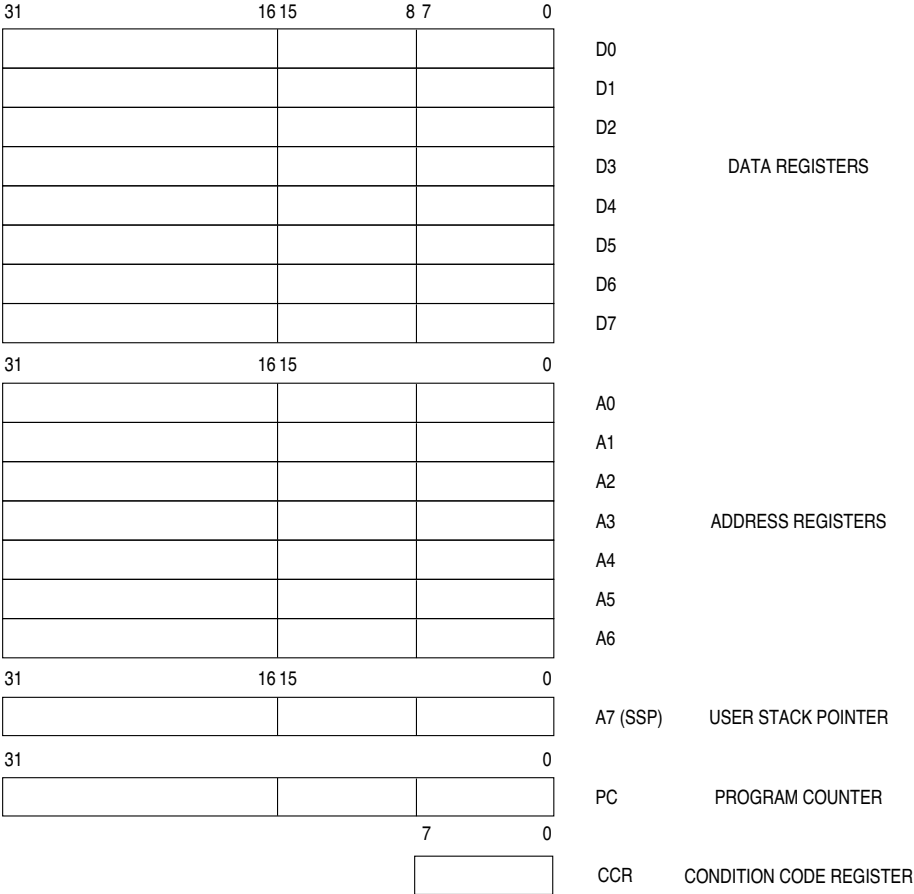 31 16 15 8 7 0
D0
D1
D2
D3 DATA REGISTERS
D4
D5
D6
D7
31 16 15 0
A0
A1
A2
A3 ADDRESS REGISTERS
A4
A5
A6
31 16 15 0
A7 (SSP) USER STACK POINTER
31 0
PC PROGRAM COUNTER
7 0
CCR CONDITION CODE REGISTER